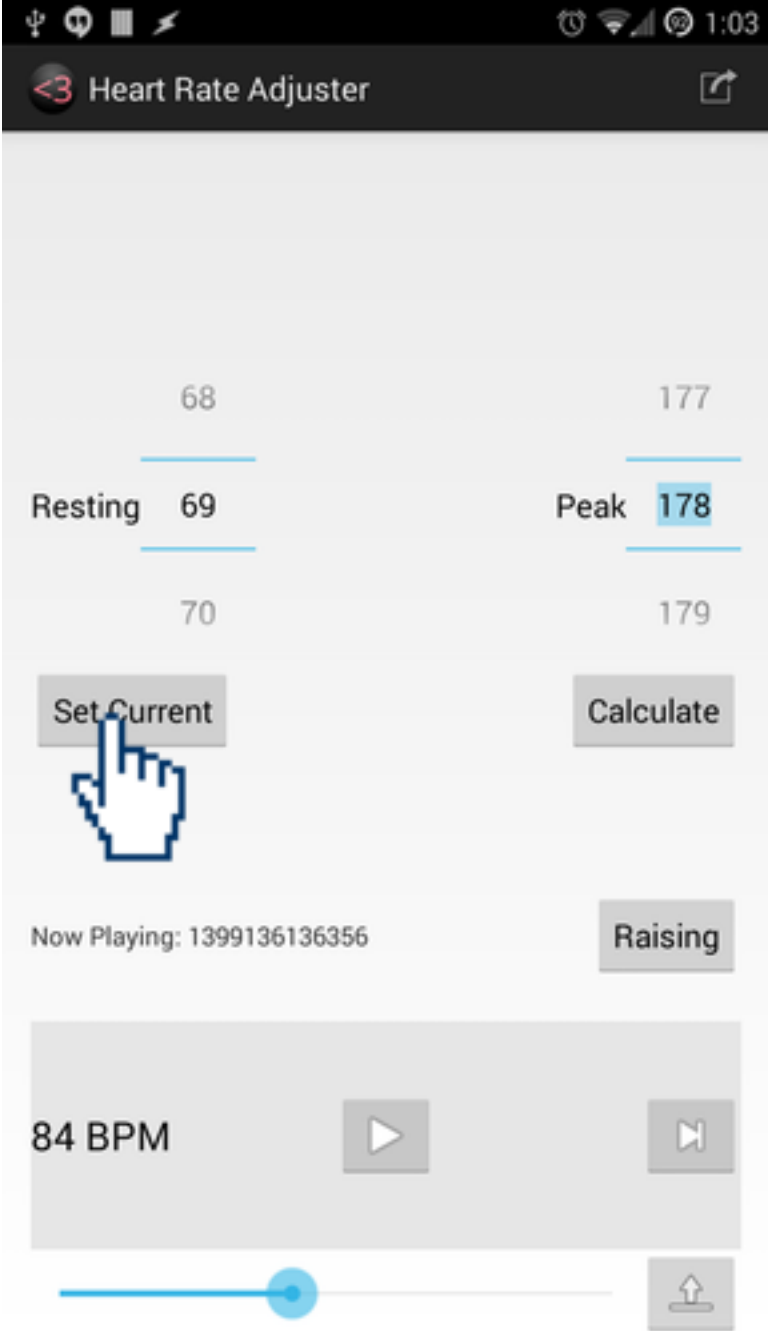 92 1:03
<3 Heart Rate Adjuster
68 177
Resting 69 Peak 178
70 179
Set Current Calculate
Now Playing: 1399136136356 Raising
84 BPM